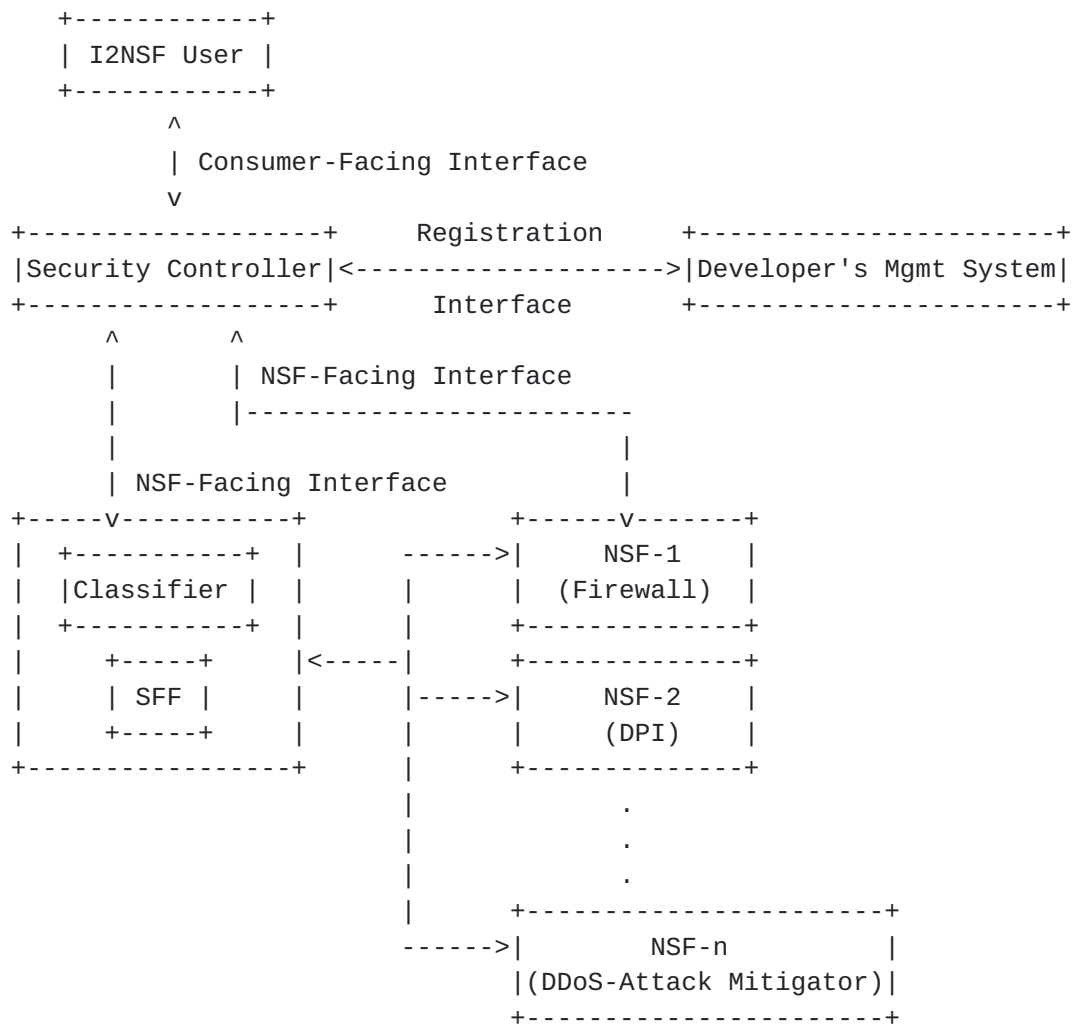 I2NSF User
Consumer-Facing Interface
Registration
Security Controller
Developer's Mgmt System
Interface
NSF-Facing Interface
NSF-Facing Interface
NSF-1
Classifier
(Firewall)
SFF
NSF-2
(DPI)
.
.
.
NSF-n
(DDoS-Attack Mitigator)